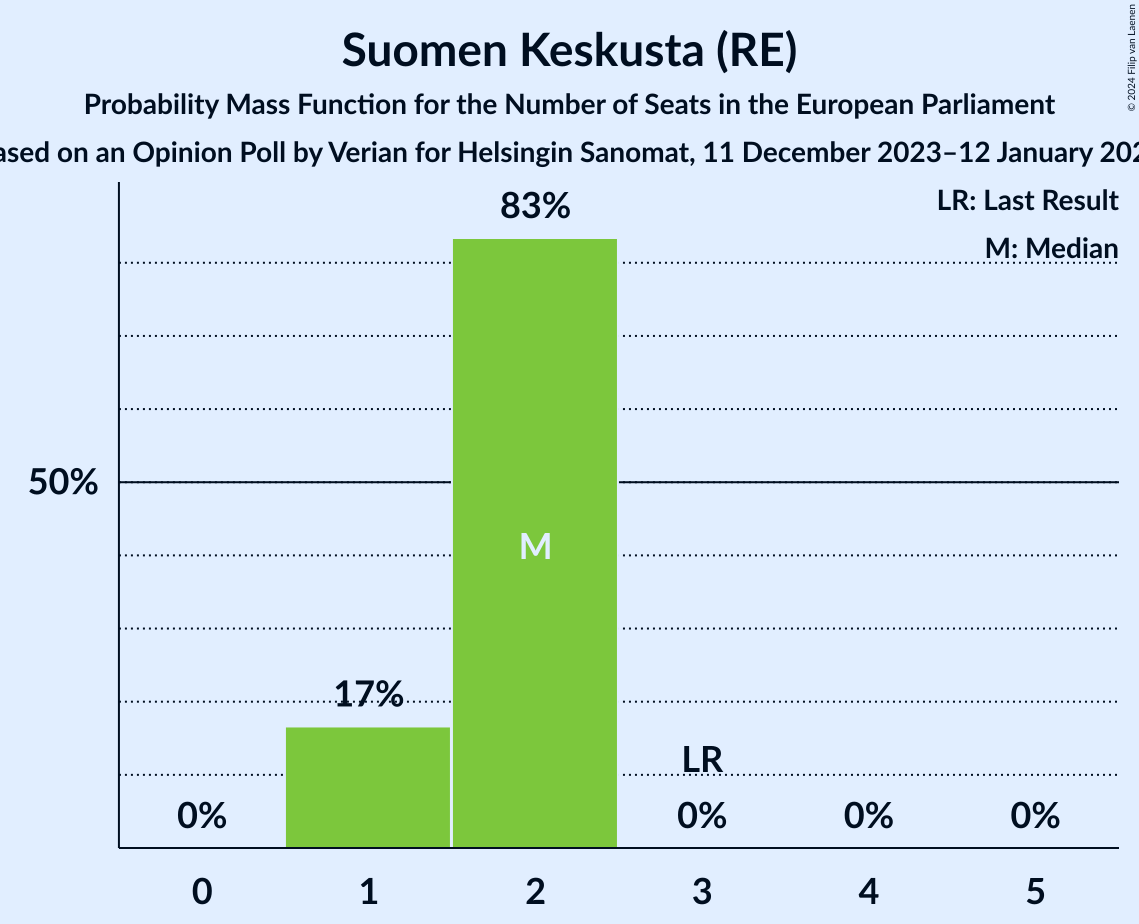 Suomen Keskusta (RE)
Probability Mass Function for the Number of Seats in the European Parliament
on an Opinion Poll by Verian for Helsingin Sanomat, 11 December 2023–12 January
© 2024 Filip van Laenen
LR: Last Result
M: Median
83%
50%
M
17%
LR
0% 0% 0% 0%
0 1 2 3 4 5